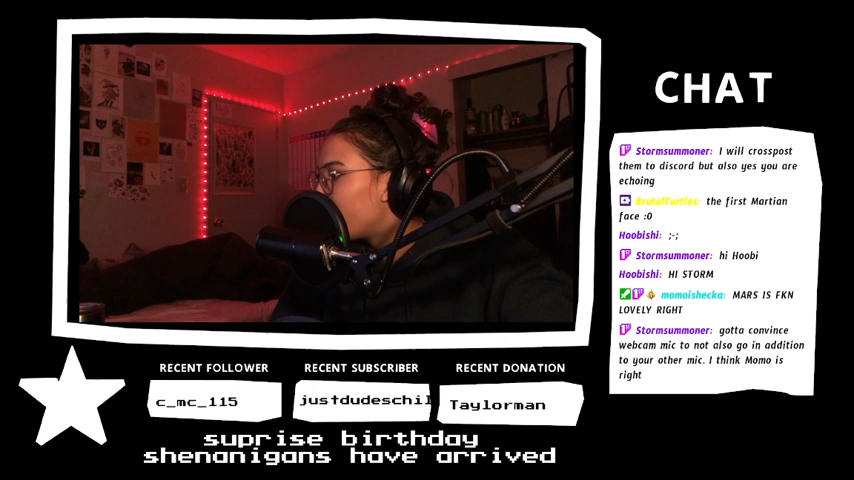 CHAT
Stormsummoner: I will crosspost
them to discord but also yes you are
echoing
BrutalTurtles: the first Martian
face :0
Hoobishi: ;-;
Stormsummoner: hi Hoobi
Hoobishi: HI STORM
momoishecka: MARS IS FKN
LOVELY RIGHT
Stormsummoner: gotta convince
webcam mic to not also go in addition
to your other mic. I think Momo is
right
RECENT FOLLOWER
RECENT SUBSCRIBER
RECENT DONATION
c_mc_115
justdudeschil
Taylorman
suprise birthday
shenanigans have arrived